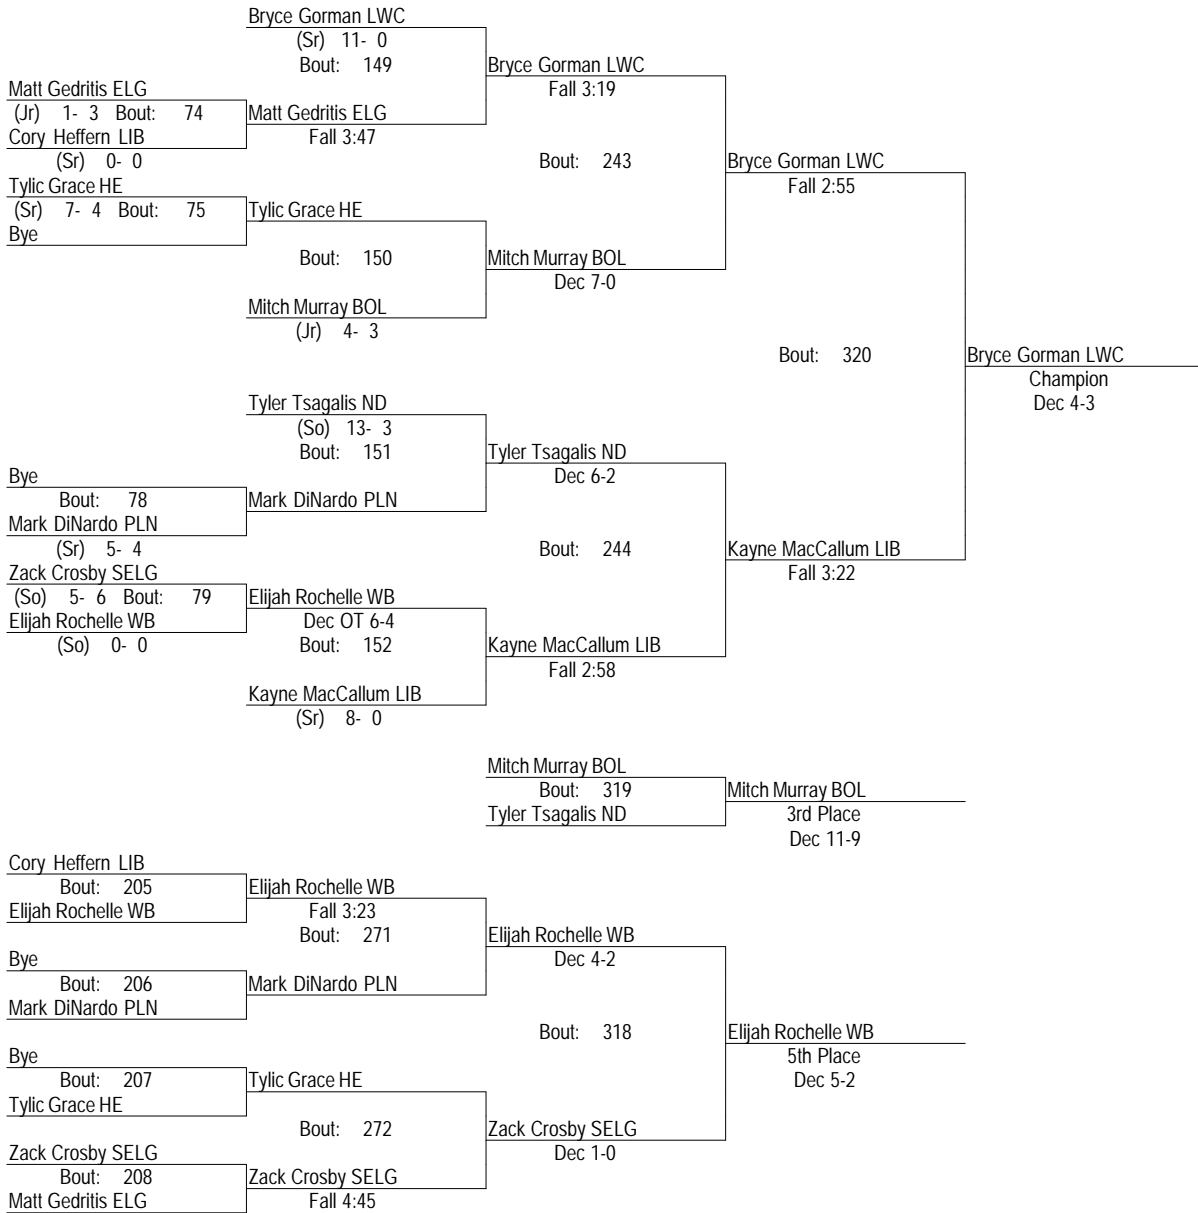 Bryce Gorman LWC
(Sr) 11- 0
Bout: 149
Bryce Gorman LWC
Fall 3:19
Matt Gedritis ELG
(Jr) 1- 3 Bout: 74
Matt Gedritis ELG
Cory Heffern LIB
Fall 3:47
(Sr) 0- 0
Bout: 243
Bryce Gorman LWC
Fall 2:55
Tylic Grace HE
(Sr) 7- 4 Bout: 75
Tylic Grace HE
Bye
Bout: 150
Mitch Murray BOL
Dec 7-0
Mitch Murray BOL
(Jr) 4- 3
Bout: 320
Bryce Gorman LWC
Champion
Dec 4-3
Tyler Tsagalis ND
(So) 13- 3
Bout: 151
Tyler Tsagalis ND
Dec 6-2
Bye
Bout: 78
Mark DiNardo PLN
Mark DiNardo PLN
(Sr) 5- 4
Bout: 244
Kayne MacCallum LIB
Fall 3:22
Zack Crosby SELG
(So) 5- 6 Bout: 79
Elijah Rochelle WB
Elijah Rochelle WB
Dec OT 6-4
(So) 0- 0
Bout: 152
Kayne MacCallum LIB
Fall 2:58
Kayne MacCallum LIB
(Sr) 8- 0
Mitch Murray BOL
Bout: 319
Mitch Murray BOL
Tyler Tsagalis ND
3rd Place
Dec 11-9
Cory Heffern LIB
Bout: 205
Elijah Rochelle WB
Elijah Rochelle WB
Fall 3:23
Bout: 271
Elijah Rochelle WB
Dec 4-2
Bye
Bout: 206
Mark DiNardo PLN
Mark DiNardo PLN
Bout: 318
Elijah Rochelle WB
5th Place
Dec 5-2
Bye
Bout: 207
Tylic Grace HE
Tylic Grace HE
Bout: 272
Zack Crosby SELG
Dec 1-0
Zack Crosby SELG
Bout: 208
Zack Crosby SELG
Matt Gedritis ELG
Fall 4:45